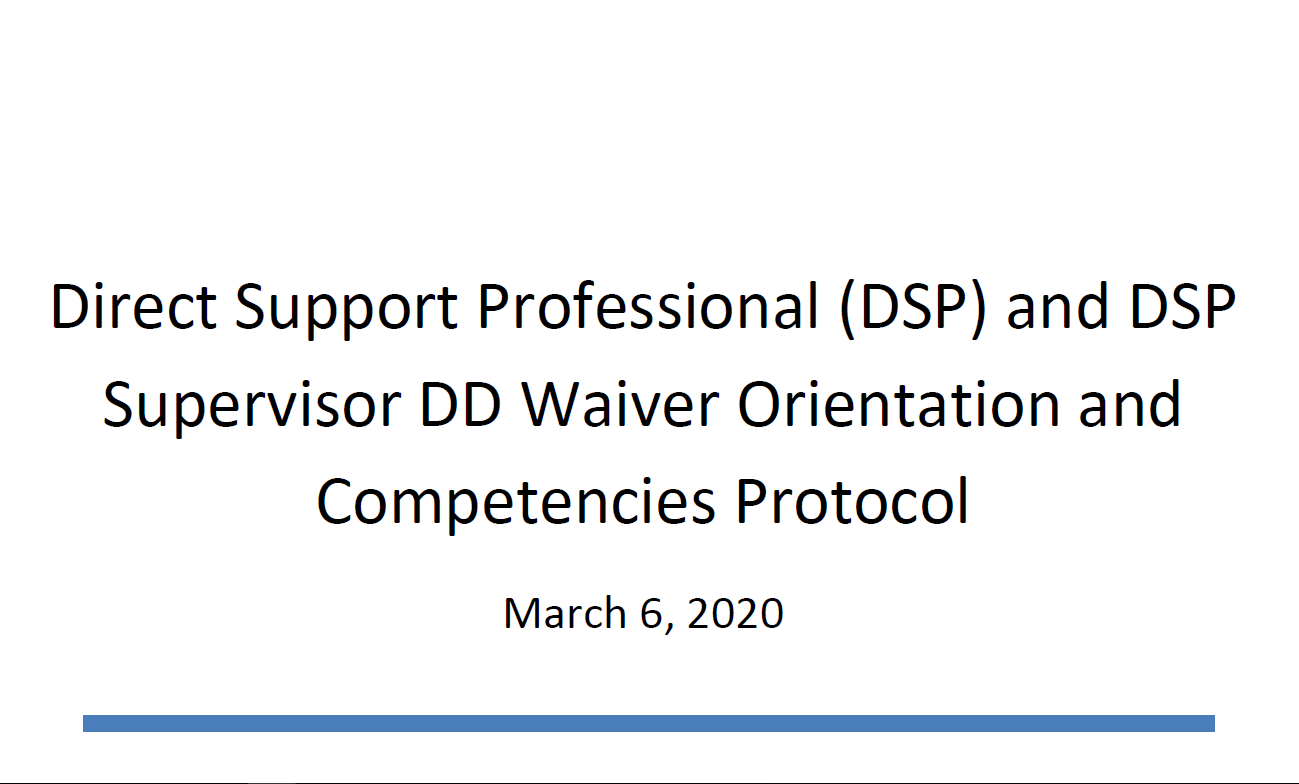 Direct Support Professional (DSP) and DSP
Supervisor DD Waiver Orientation and
Competencies Protocol
March 6, 2020